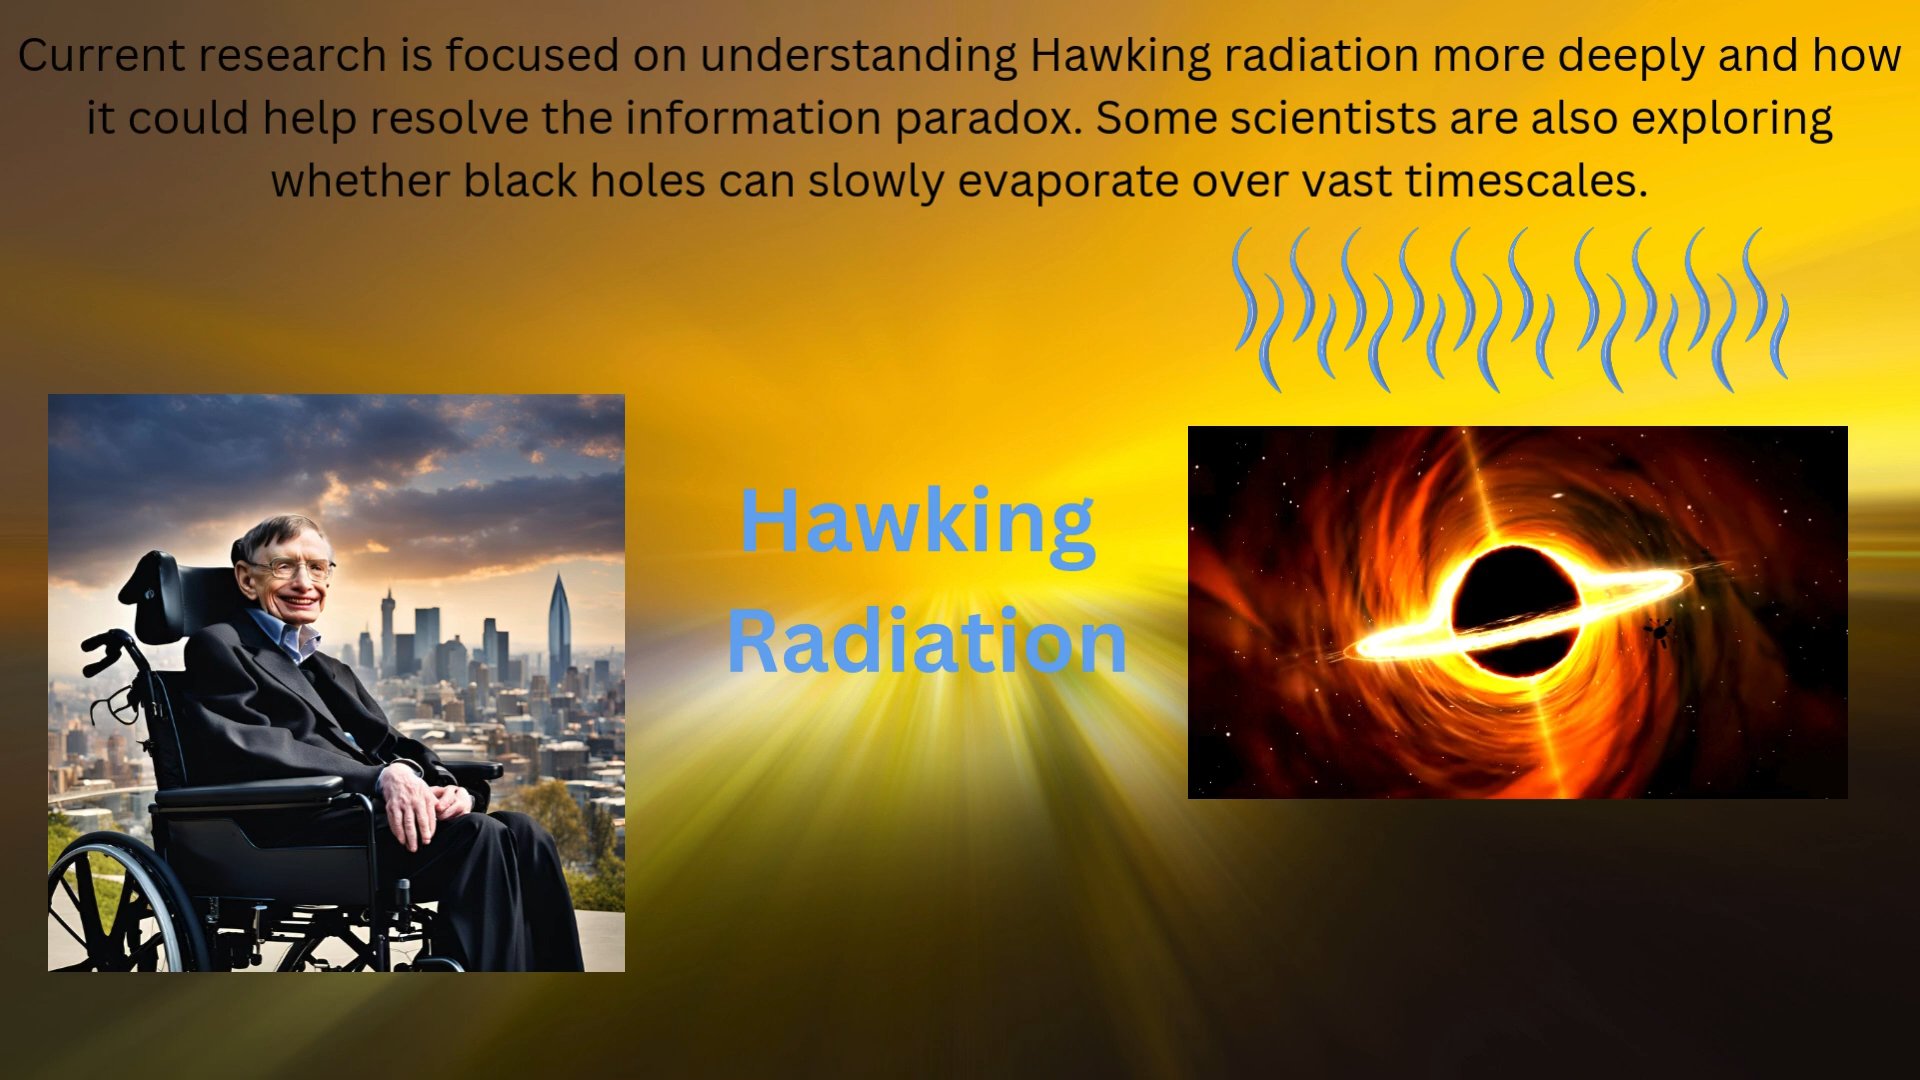 Current research is focused on understanding Hawking radiation more deeply and how
it could help resolve the information paradox. Some scientists are also exploring
whether black holes can slowly evaporate over vast timescales.
Hawking
Radiation